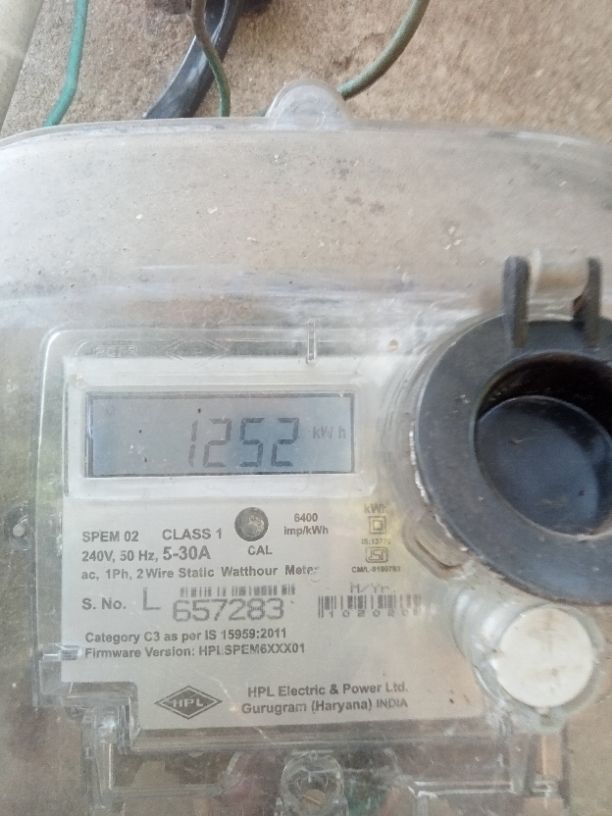 1252 kWh
SPEM 02 CLASS 1
6400
imp/kWh
240V, 50 Hz, 5-30A
CAL
kWh
ac, 1Ph, 2 Wire Static Watthour Meter
S. No. L 657283
M/Yr.
Category C3 as per IS 15959:2011
Firmware Version: HPLSPEM6XXX01
HPL
HPL Electric & Power Ltd.
Gurugram (Haryana) INDIA